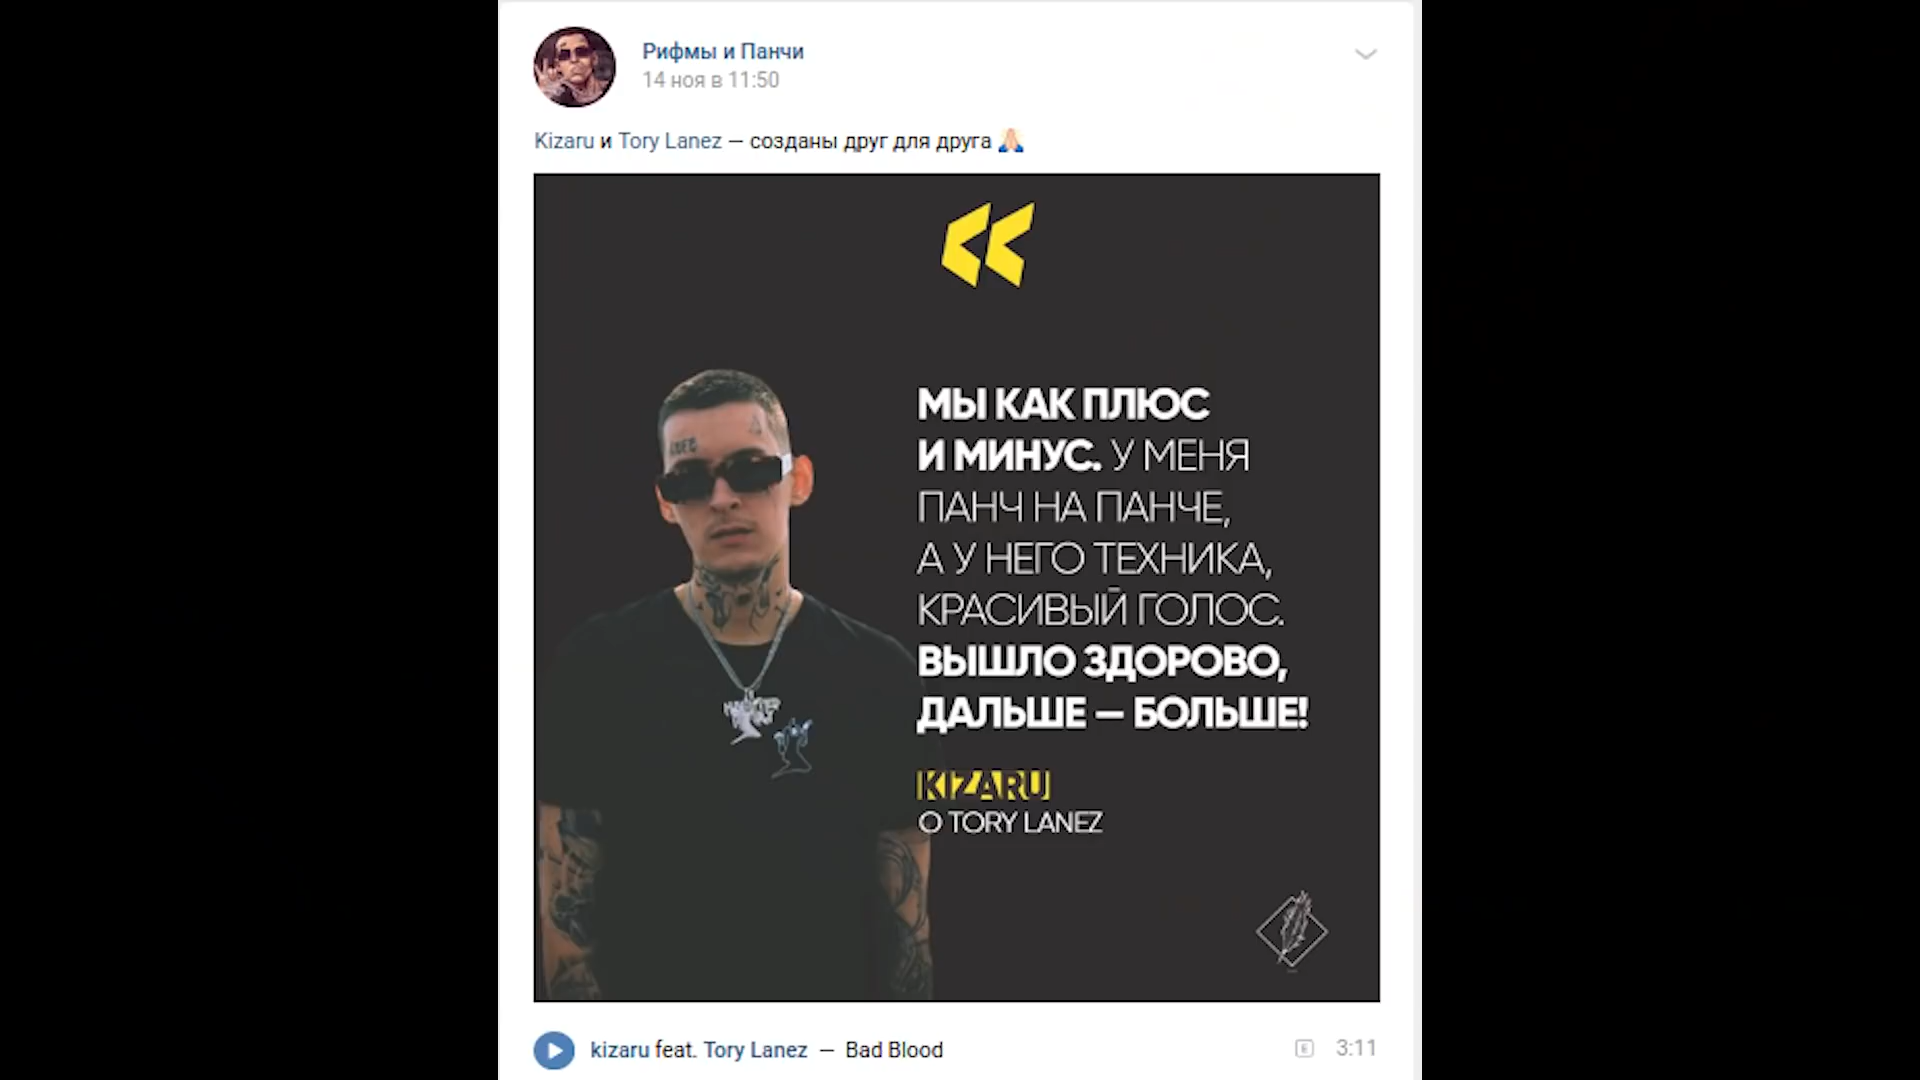 Рифмы и Панчи
14 ноя в 11:50
Kizaru и Tory Lanez — созданы друг для друга 🙏🏻
МЫ КАК ПЛЮС
И МИНУС. У МЕНЯ
ПАНЧ НА ПАНЧЕ,
А У НЕГО ТЕХНИКА,
КРАСИВЫЙ ГОЛОС.
ВЫШЛО ЗДОРОВО,
ДАЛЬШЕ — БОЛЬШЕ!
KIZARU
О TORY LANEZ
kizaru feat. Tory Lanez — Bad Blood
E 3:11